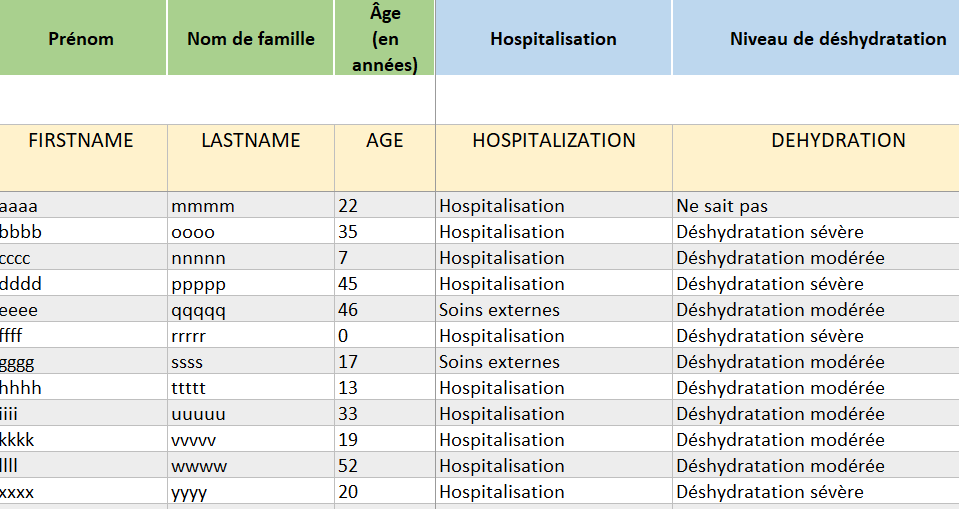 Prénom Nom de famille Âge (en années) Hospitalisation Niveau de déshydratation
FIRSTNAME LASTNAME AGE HOSPITALIZATION DEHYDRATION
aaaa mmmm 22 Hospitalisation Ne sait pas
bbbb oooo 35 Hospitalisation Déshydratation sévère
cccc nnnnn 7 Hospitalisation Déshydratation modérée
dddd ppppp 45 Hospitalisation Déshydratation sévère
eeee qqqqq 46 Soins externes Déshydratation modérée
ffff rrrrr 0 Hospitalisation Déshydratation sévère
gggg ssss 17 Soins externes Déshydratation modérée
hhhh ttttt 13 Hospitalisation Déshydratation modérée
iiii uuuuu 33 Hospitalisation Déshydratation modérée
kkkk vvvvv 19 Hospitalisation Déshydratation modérée
llll wwww 52 Hospitalisation Déshydratation modérée
xxxx yyyy 20 Hospitalisation Déshydratation sévère